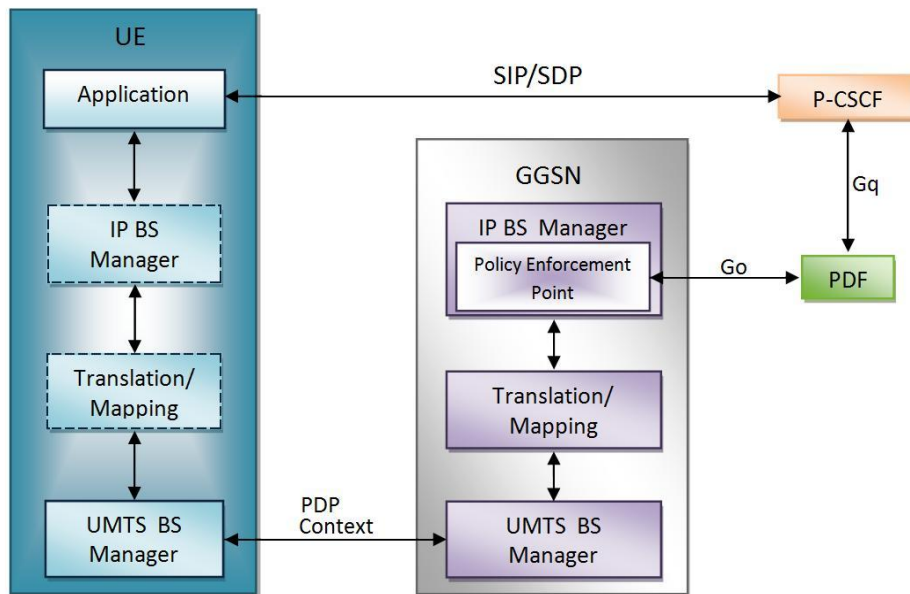 UE
Application
IP BS
Manager
Translation/
Mapping
UMTS BS
Manager
SIP/SDP
PDP
Context
GGSN
IP BS Manager
Policy Enforcement
Point
Translation/
Mapping
UMTS BS
Manager
Go
P-CSCF
Gq
PDF